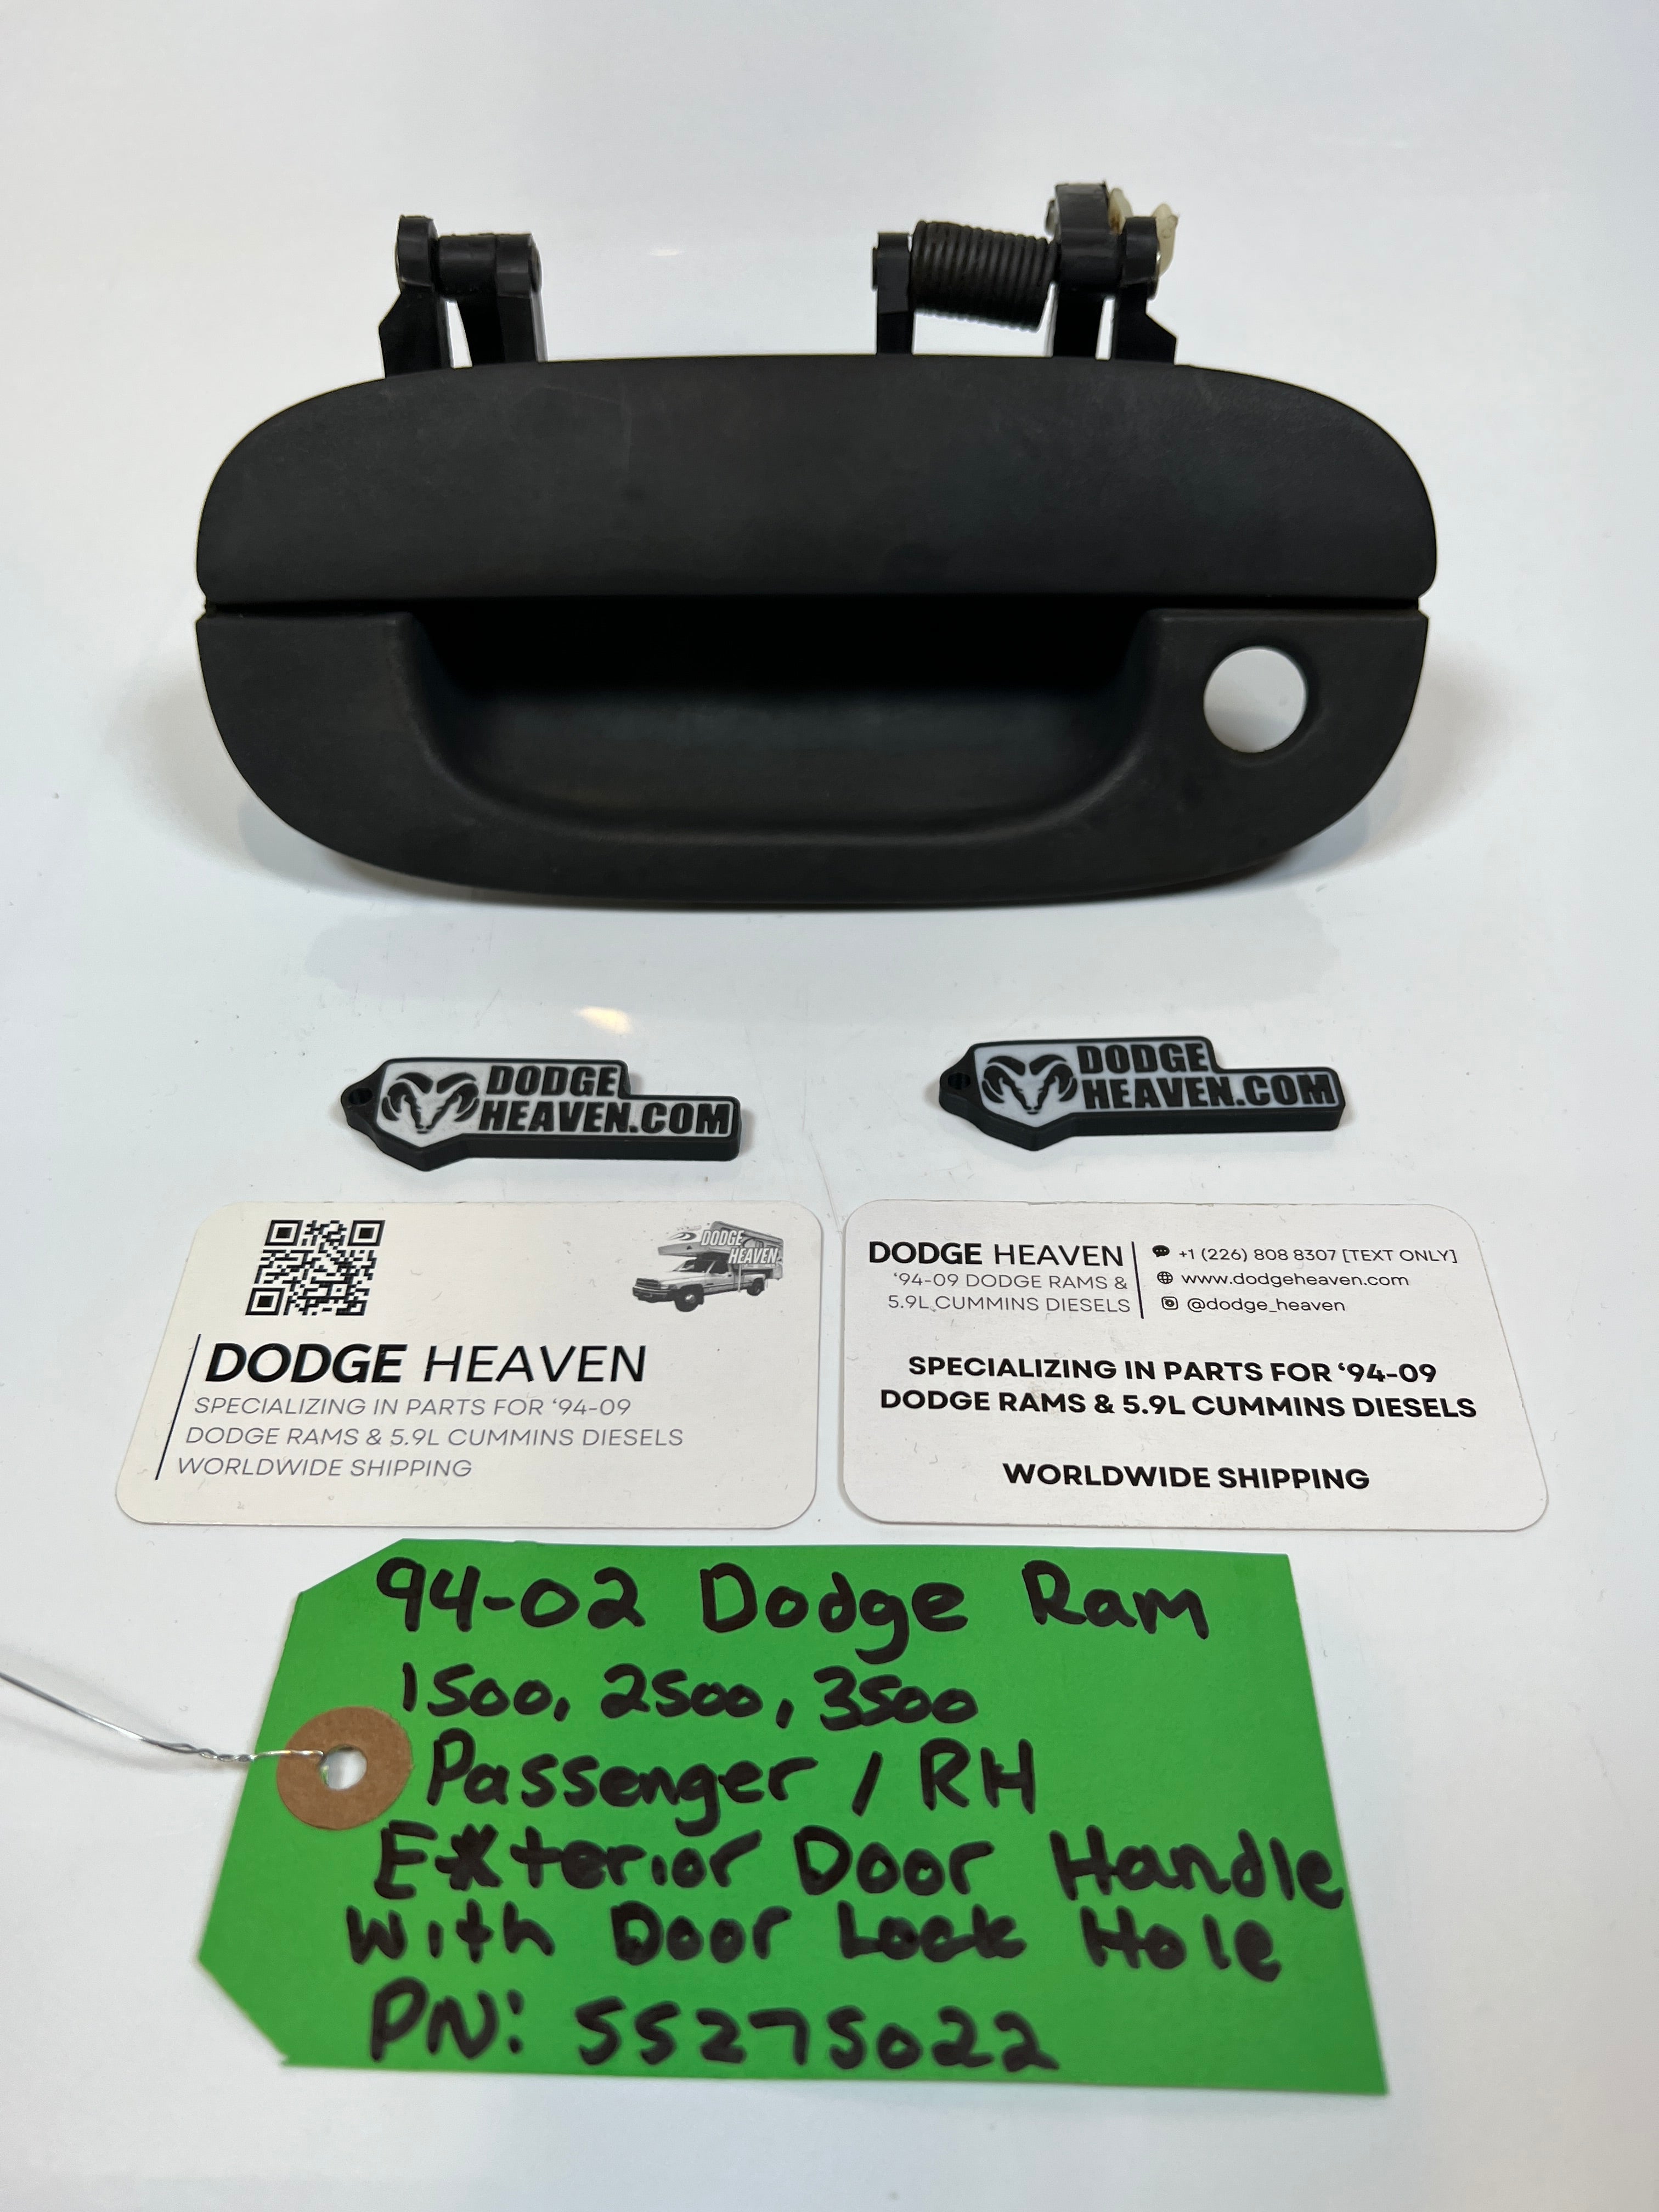 DODGE
HEAVEN.COM
DODGE
HEAVEN.COM
DODGE
HEAVEN
DODGE HEAVEN
SPECIALIZING IN PARTS FOR ‘94-09
DODGE RAMS & 5.9L CUMMINS DIESELS
WORLDWIDE SHIPPING
DODGE HEAVEN
‘94-09 DODGE RAMS &
5.9L CUMMINS DIESELS
+1 (226) 808 8307 [TEXT ONLY]
www.dodgeheaven.com
@dodge_heaven
SPECIALIZING IN PARTS FOR ‘94-09
DODGE RAMS & 5.9L CUMMINS DIESELS
WORLDWIDE SHIPPING
94-02 Dodge Ram
1500, 2500, 3500
Passenger / RH
Exterior Door Handle
With Door Lock Hole
PN: 55275022